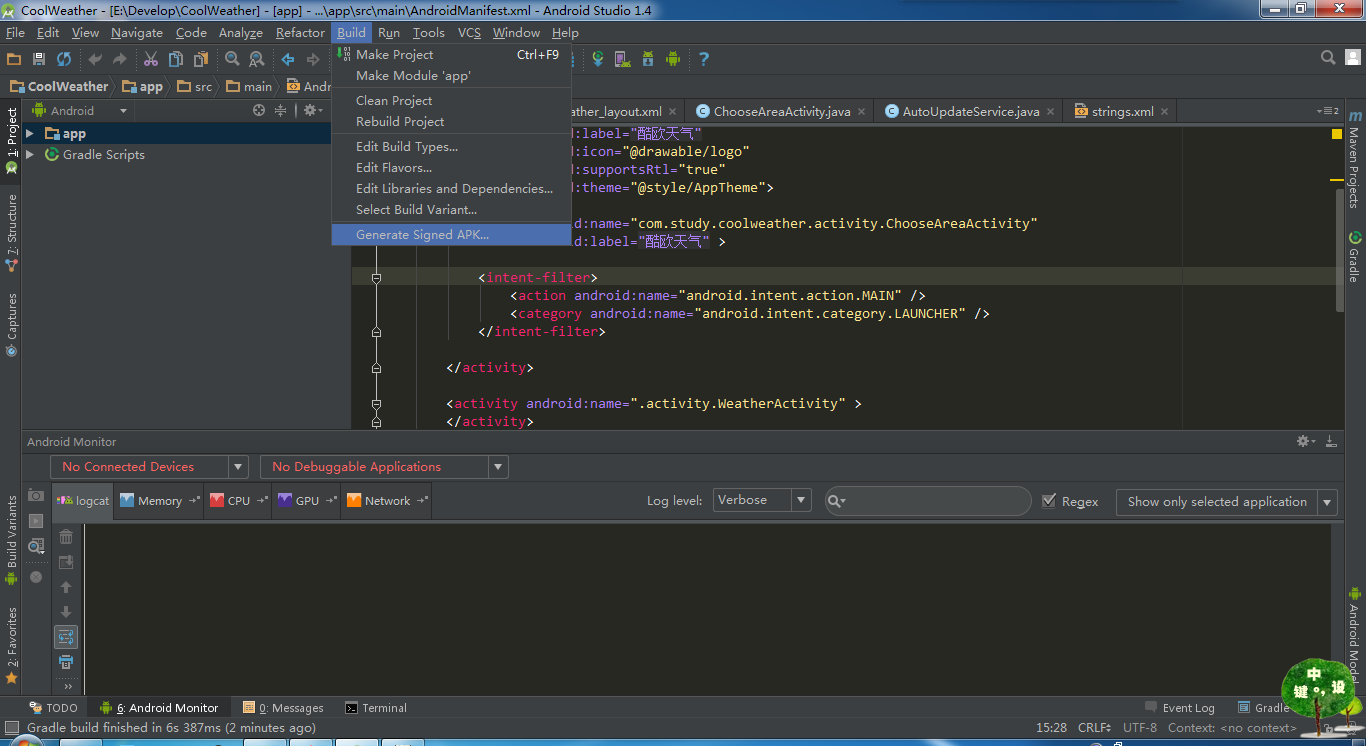 CoolWeather - [E:\Develop\CoolWeather] - [app] - ...\app\src\main\AndroidManifest.xml - Android Studio 1.4
File Edit View Navigate Code Analyze Refactor Build Run Tools VCS Window Help
Make Project Ctrl+F9
Make Module 'app'
Clean Project
Rebuild Project
Edit Build Types...
Edit Flavors...
Edit Libraries and Dependencies...
Select Build Variant...
Generate Signed APK...
CoolWeather app src main Andr
Android
app
Gradle Scripts
1: Project
7: Structure
Captures
Build Variants
2: Favorites
ather_layout.xml ChooseAreaActivity.java AutoUpdateService.java strings.xml 2
d:label="酷欧天气"
d:icon="@drawable/logo"
d:supportsRtl="true"
d:theme="@style/AppTheme">
d:name="com.study.coolweather.activity.ChooseAreaActivity"
d:label="酷欧天气" >
<intent-filter>
<action android:name="android.intent.action.MAIN" />
<category android:name="android.intent.category.LAUNCHER" />
</intent-filter>
</activity>
<activity android:name=".activity.WeatherActivity" >
</activity>
Maven Projects
Gradle
Android Model
Android Monitor
No Connected Devices No Debuggable Applications
logcat Memory CPU GPU Network Log level: Verbose Regex Show only selected application
TODO 6: Android Monitor 0: Messages Terminal Event Log Gradle
Gradle build finished in 6s 387ms (2 minutes ago) 15:28 CRLF UTF-8 Context: <no context>
中
键 设